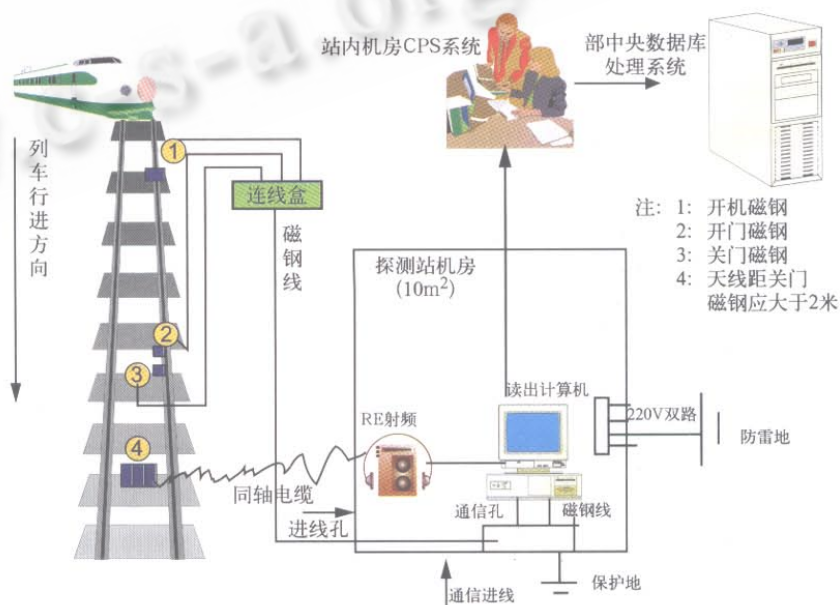 站内机房CPS系统
部中央数据库
处理系统
列车行进方向
1
连线盒
磁钢线
注: 1: 开机磁钢
2: 开门磁钢
3: 关门磁钢
4: 天线距关门
磁钢应大于2米
探测站机房
(10m²)
2
3
4
读出计算机
RE射频
220V双路
防雷地
同轴电缆
进线孔
通信孔
磁钢线
保护地
通信进线